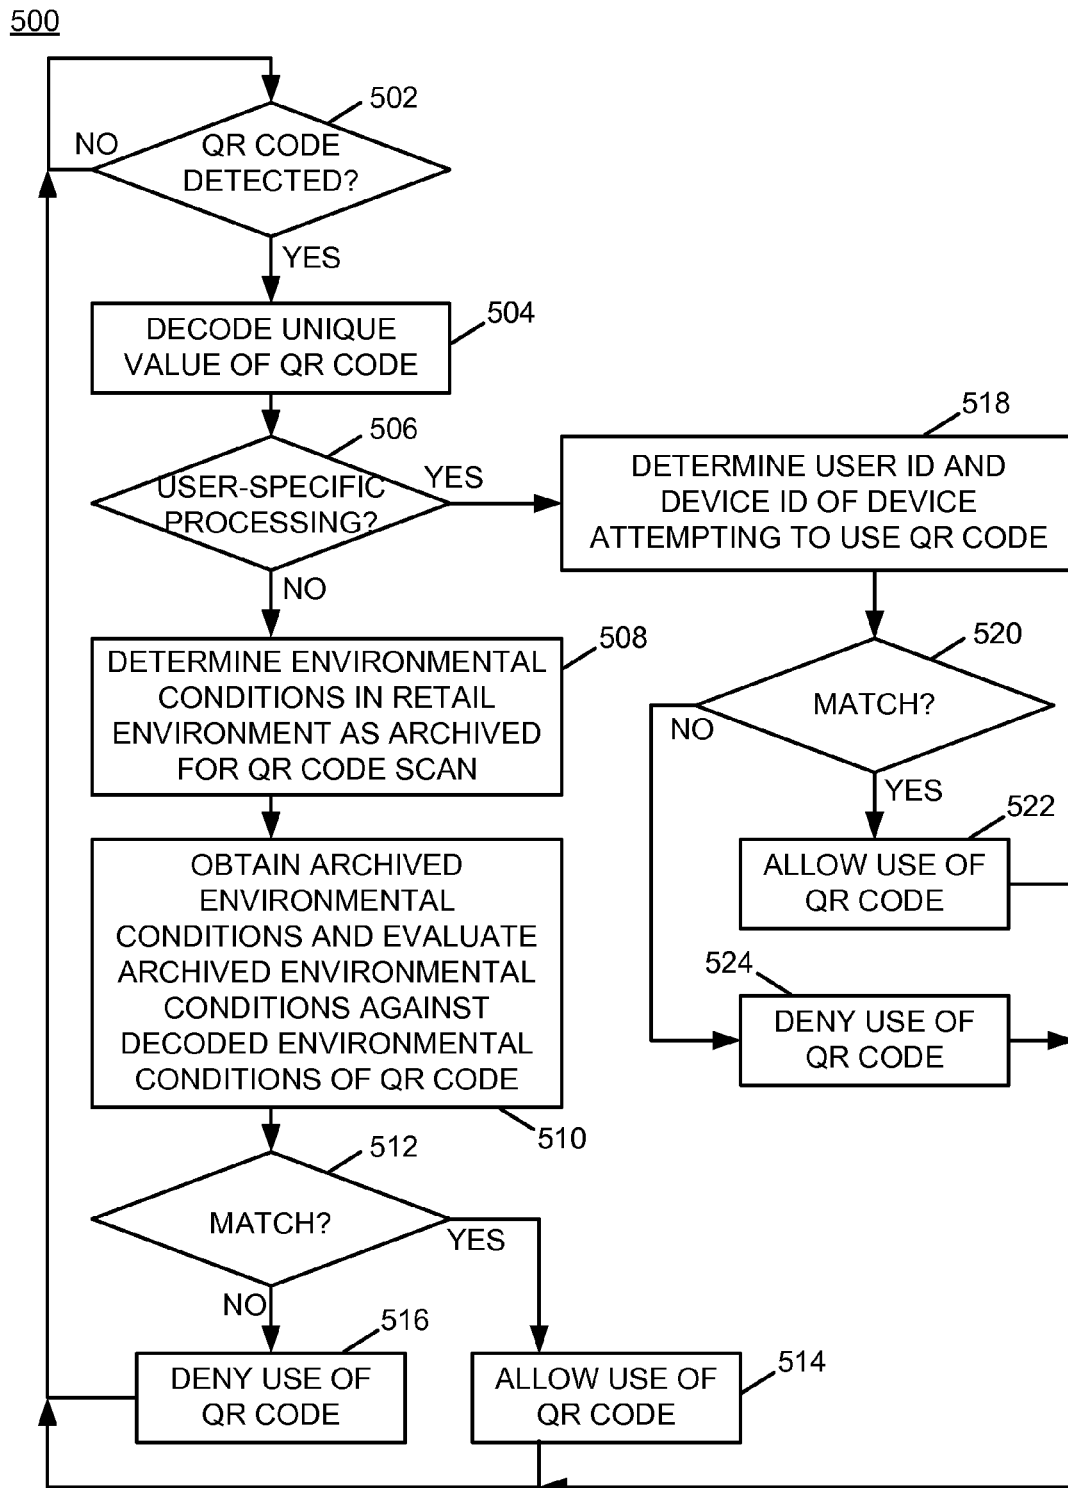 500
502
NO
QR CODE
DETECTED?
YES
504
DECODE UNIQUE
VALUE OF QR CODE
506
USER-SPECIFIC
PROCESSING?
YES
NO
518
DETERMINE USER ID AND
DEVICE ID OF DEVICE
ATTEMPTING TO USE QR CODE
508
DETERMINE ENVIRONMENTAL
CONDITIONS IN RETAIL
ENVIRONMENT AS ARCHIVED
FOR QR CODE SCAN
520
MATCH?
NO
YES
522
ALLOW USE OF
QR CODE
524
DENY USE OF
QR CODE
OBTAIN ARCHIVED
ENVIRONMENTAL
CONDITIONS AND EVALUATE
ARCHIVED ENVIRONMENTAL
CONDITIONS AGAINST
DECODED ENVIRONMENTAL
CONDITIONS OF QR CODE
510
512
MATCH?
YES
NO
516
DENY USE OF
QR CODE
514
ALLOW USE OF
QR CODE